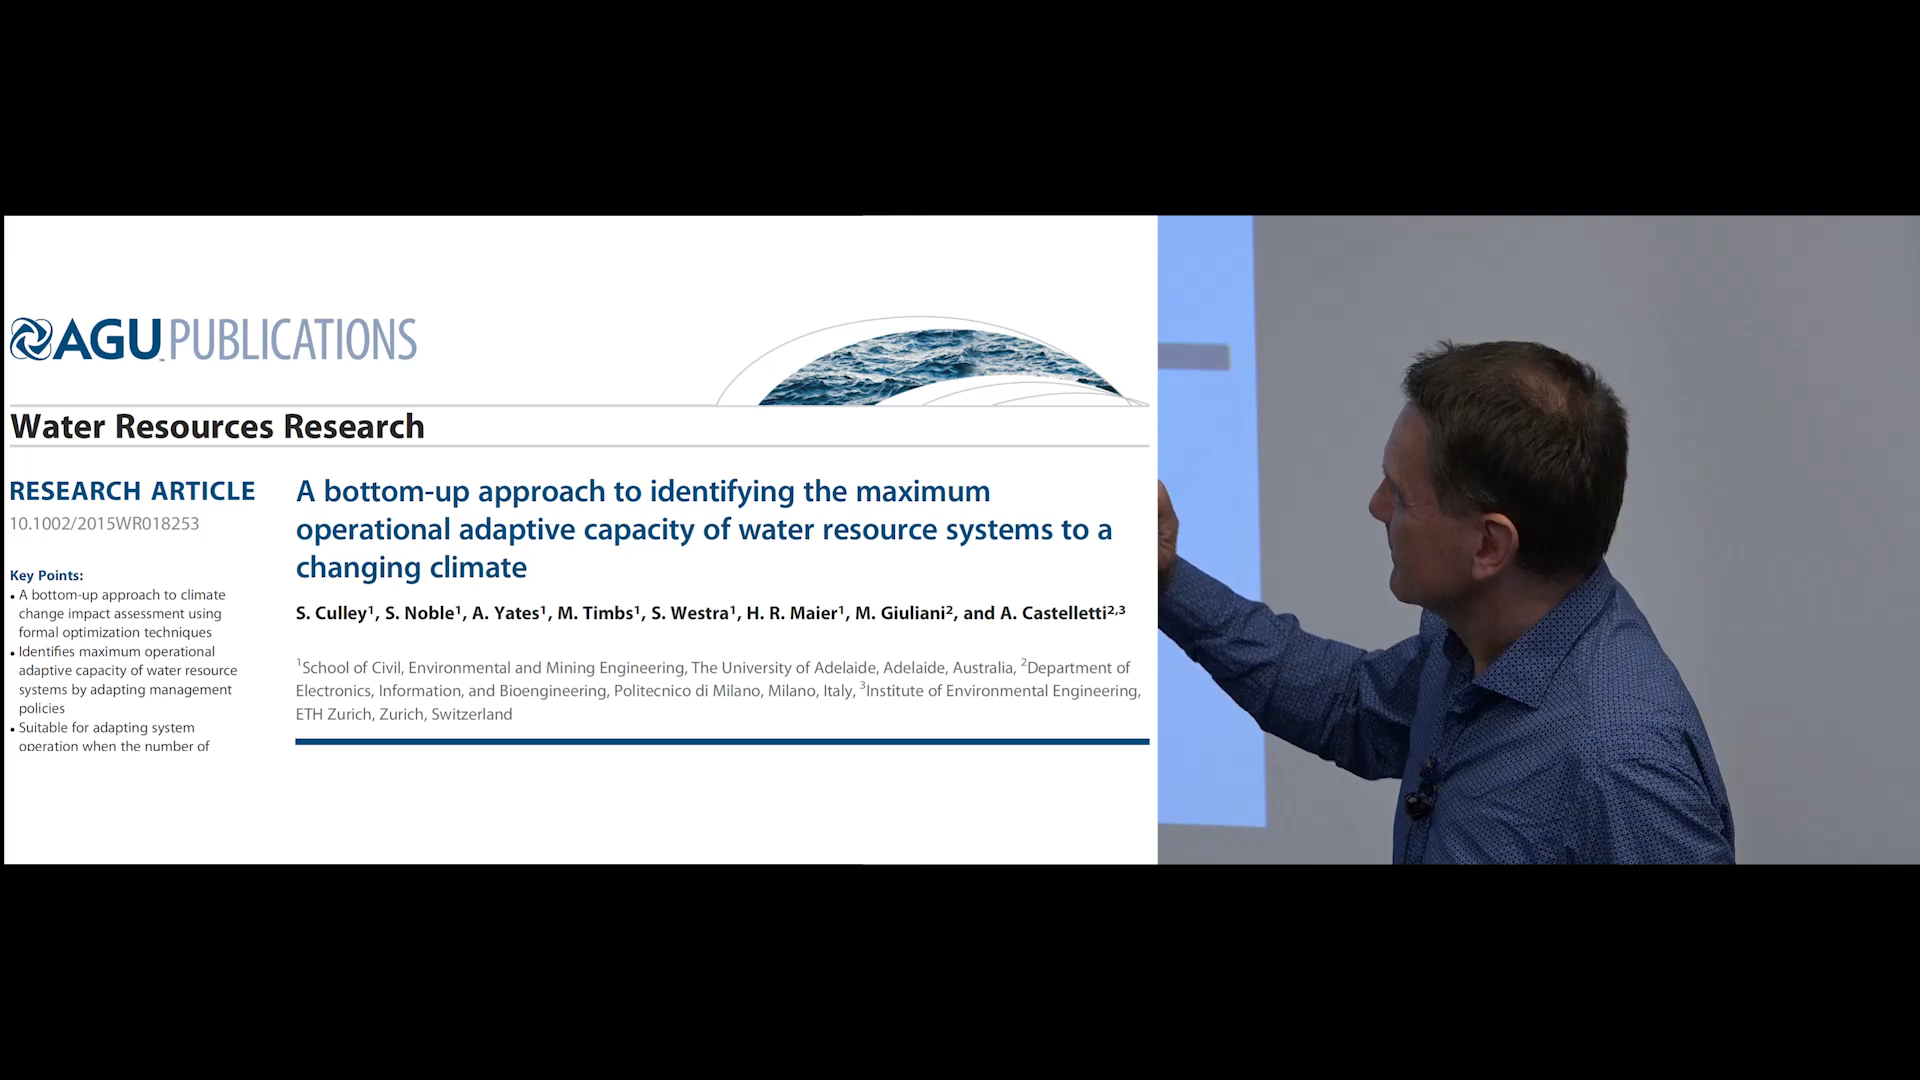 AGU PUBLICATIONS
Water Resources Research
RESEARCH ARTICLE
10.1002/2015WR018253
Key Points:
• A bottom-up approach to climate
change impact assessment using
formal optimization techniques
• Identifies maximum operational
adaptive capacity of water resource
systems by adapting management
policies
• Suitable for adapting system
operation when the number of
A bottom-up approach to identifying the maximum
operational adaptive capacity of water resource systems to a
changing climate
S. Culley¹, S. Noble¹, A. Yates¹, M. Timbs¹, S. Westra¹, H. R. Maier¹, M. Giuliani², and A. Castelletti²,³
¹School of Civil, Environmental and Mining Engineering, The University of Adelaide, Adelaide, Australia, ²Department of
Electronics, Information, and Bioengineering, Politecnico di Milano, Milano, Italy, ³Institute of Environmental Engineering,
ETH Zurich, Zurich, Switzerland